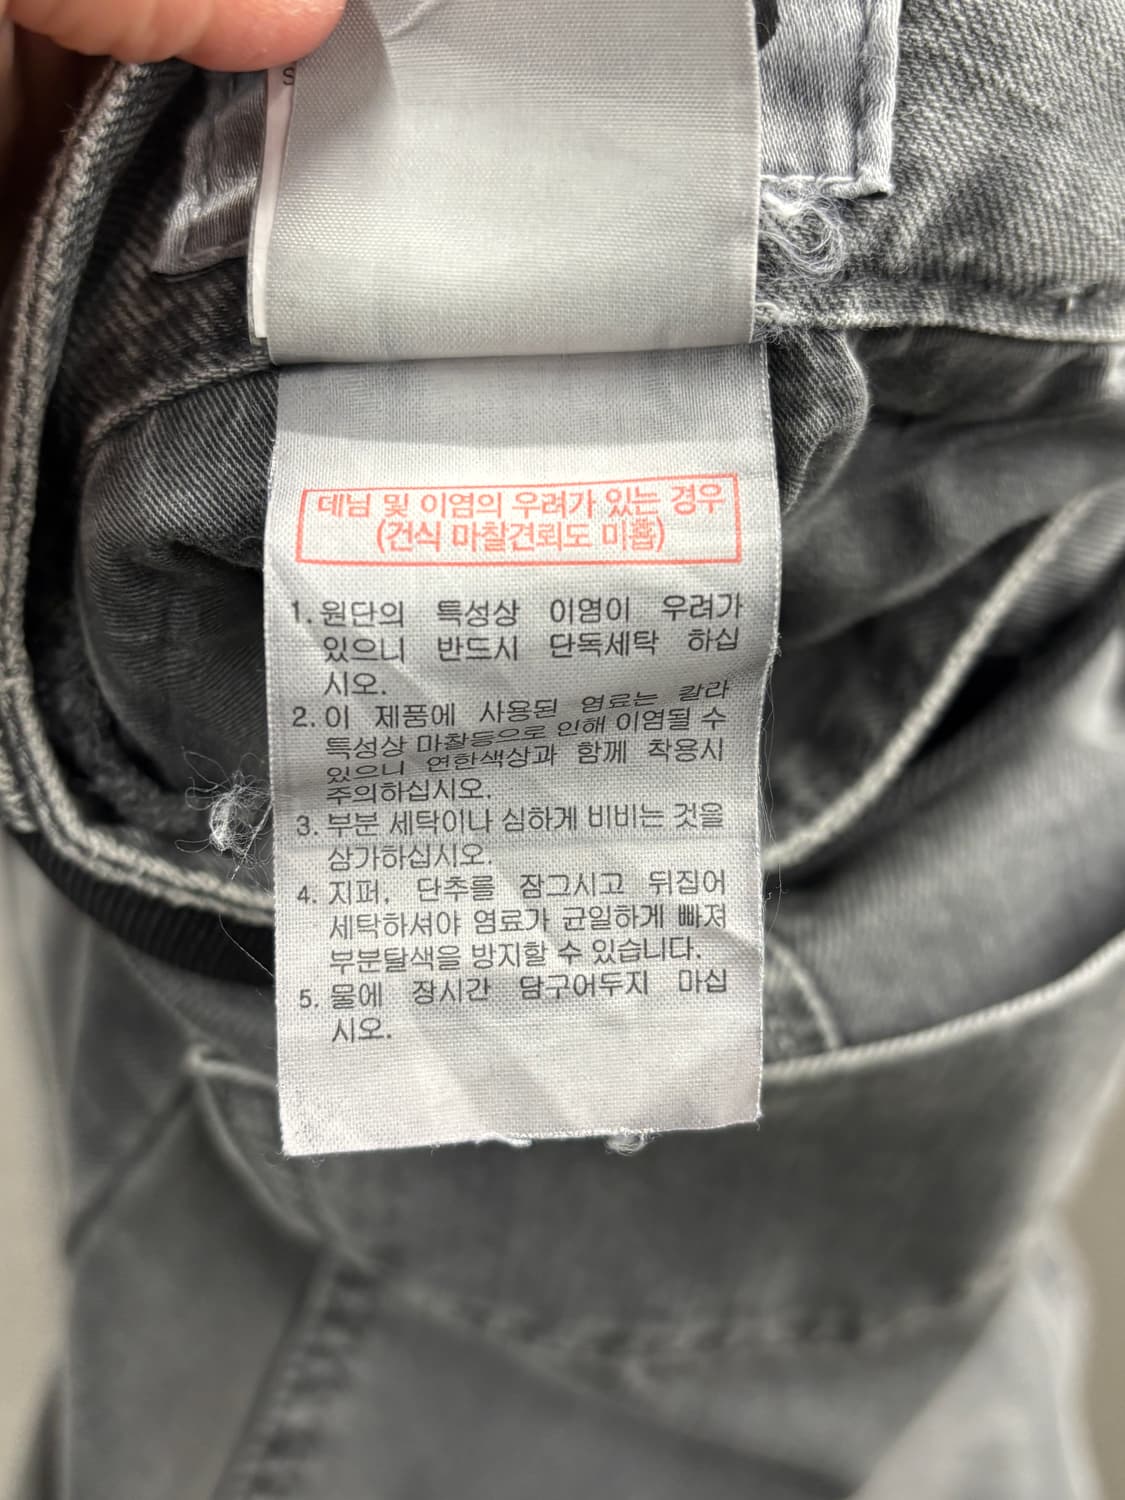 S
데님 및 이염의 우려가 있는 경우
(건식 마찰견뢰도 미흡)
1. 원단의 특성상 이염이 우려가
있으니 반드시 단독세탁 하십
시오.
2. 이 제품에 사용된 염료는 칼라
특성상 마찰등으로 인해 이염될 수
있으니 연한색상과 함께 착용시
주의하십시오.
3. 부분 세탁이나 심하게 비비는 것을
삼가하십시오.
4. 지퍼, 단추를 잠그시고 뒤집어
세탁하셔야 염료가 균일하게 빠져
부분탈색을 방지할 수 있습니다.
5. 물에 장시간 담구어두지 마십
시오.